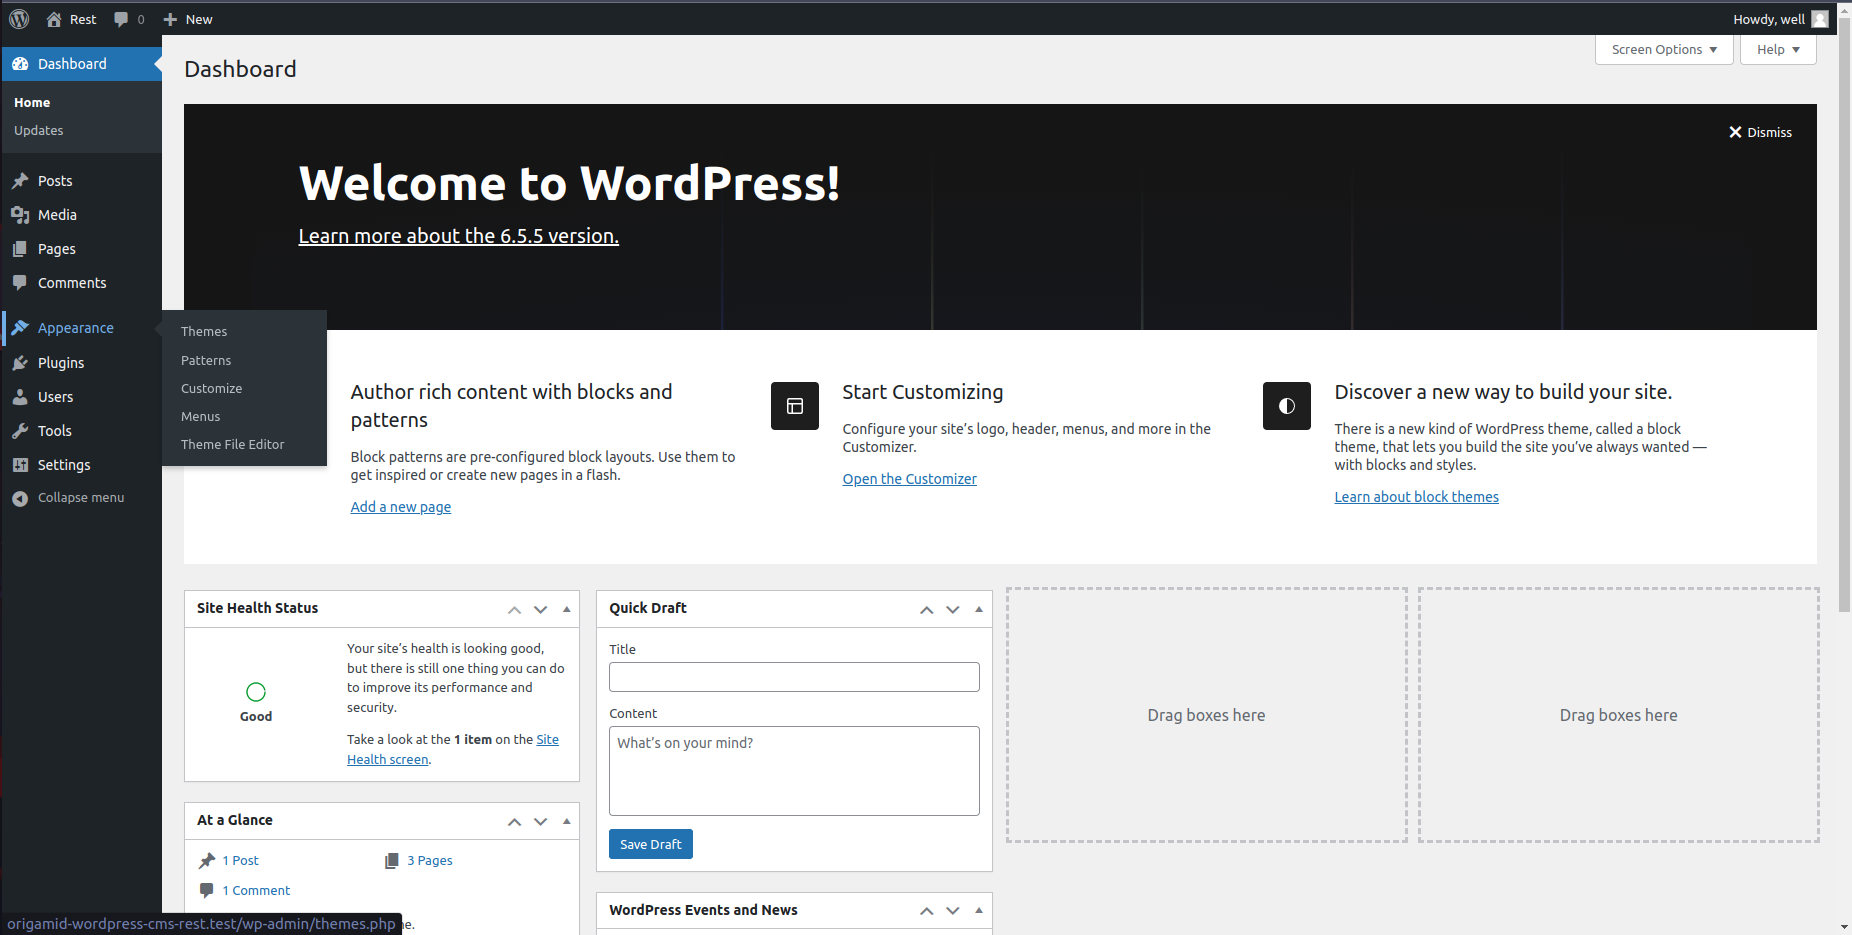 Rest
0
New
Howdy, well
Dashboard
Home
Updates
Posts
Media
Pages
Comments
Appearance
Plugins
Users
Tools
Settings
Collapse menu
Themes
Patterns
Customize
Menus
Theme File Editor
Screen Options
Help
Dashboard
Dismiss
Welcome to WordPress!
Learn more about the 6.5.5 version.
Author rich content with blocks and
patterns
Block patterns are pre-configured block layouts. Use them to
get inspired or create new pages in a flash.
Add a new page
Start Customizing
Configure your site’s logo, header, menus, and more in the
Customizer.
Open the Customizer
Discover a new way to build your site.
There is a new kind of WordPress theme, called a block
theme, that lets you build the site you’ve always wanted —
with blocks and styles.
Learn about block themes
Site Health Status
Good
Your site’s health is looking good,
but there is still one thing you can do
to improve its performance and
security.
Take a look at the 1 item on the Site
Health screen.
At a Glance
1 Post
3 Pages
1 Comment
Quick Draft
Title
Content
What’s on your mind?
Save Draft
WordPress Events and News
Drag boxes here
Drag boxes here
origamid-wordpress-cms-rest.test/wp-admin/themes.php